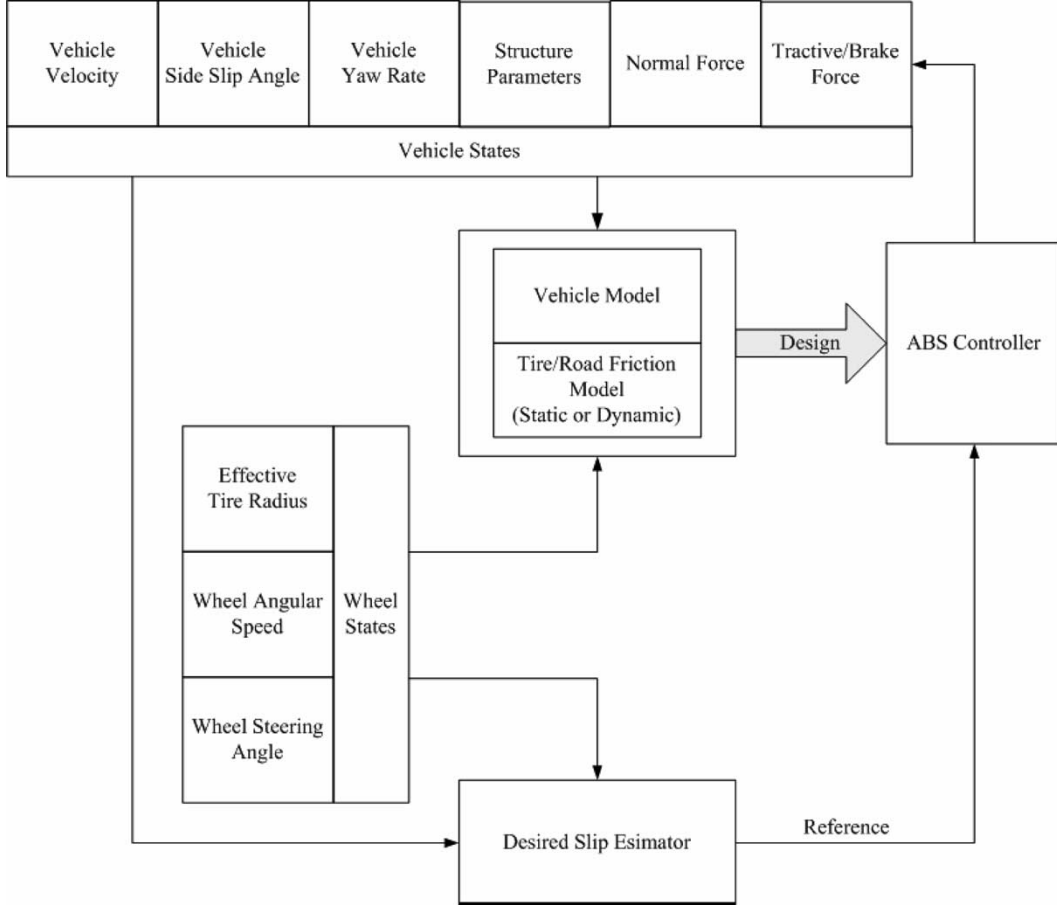 Vehicle
Velocity
Vehicle
Side Slip Angle
Vehicle
Yaw Rate
Structure
Parameters
Normal Force
Tractive/Brake
Force
Vehicle States
Vehicle Model
Tire/Road Friction
Model
(Static or Dynamic)
Design
ABS Controller
Effective
Tire Radius
Wheel Angular
Speed
Wheel Steering
Angle
Wheel
States
Desired Slip Esimator
Reference